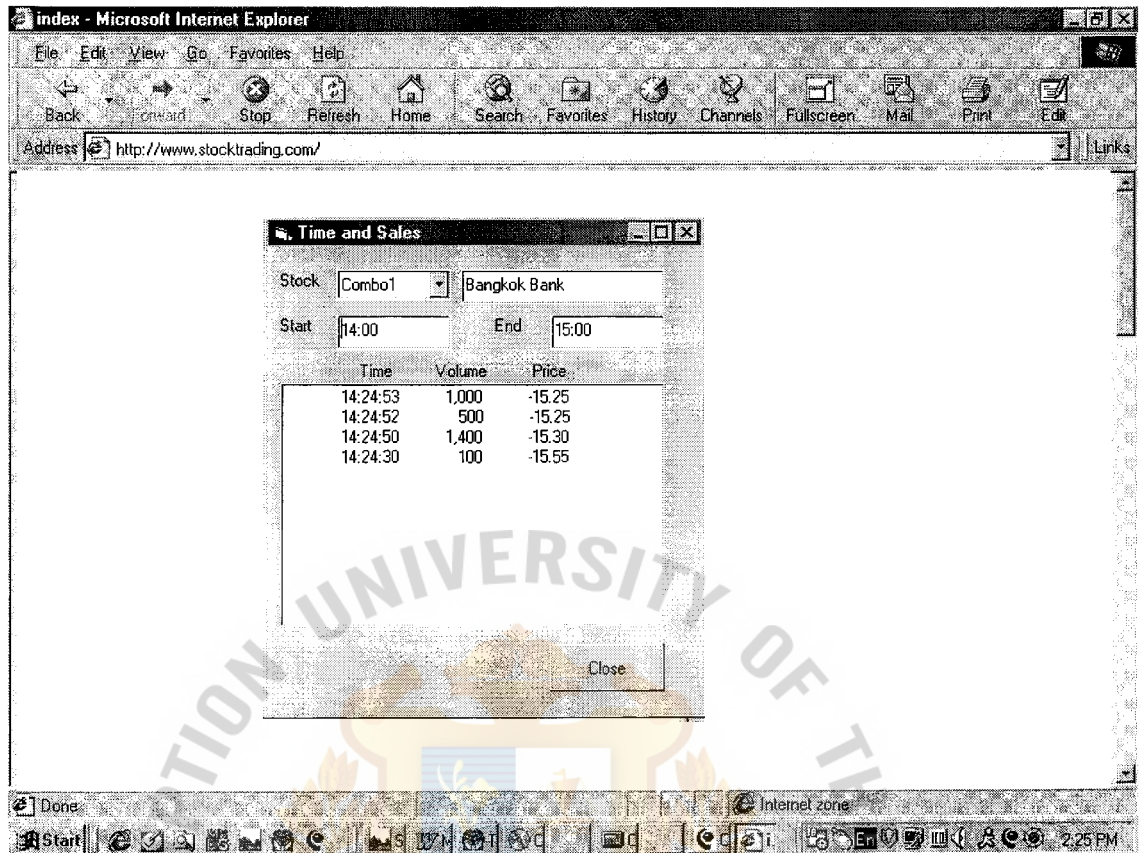 index - Microsoft Internet Explorer
File Edit View Go Favorites Help
Back Forward Stop Refresh Home Search Favorites History Channels Fullscreen Mail Print Edit
Address http://www.stocktrading.com/ Links
Time and Sales
Stock Combo1 Bangkok Bank
Start 14:00 End 15:00
Time Volume Price
14:24:53 1,000 -15.25
14:24:52 500 -15.25
14:24:50 1,400 -15.30
14:24:30 100 -15.55
UNIVERSITY OF
Close
Done Internet zone
Start En 2:25 PM